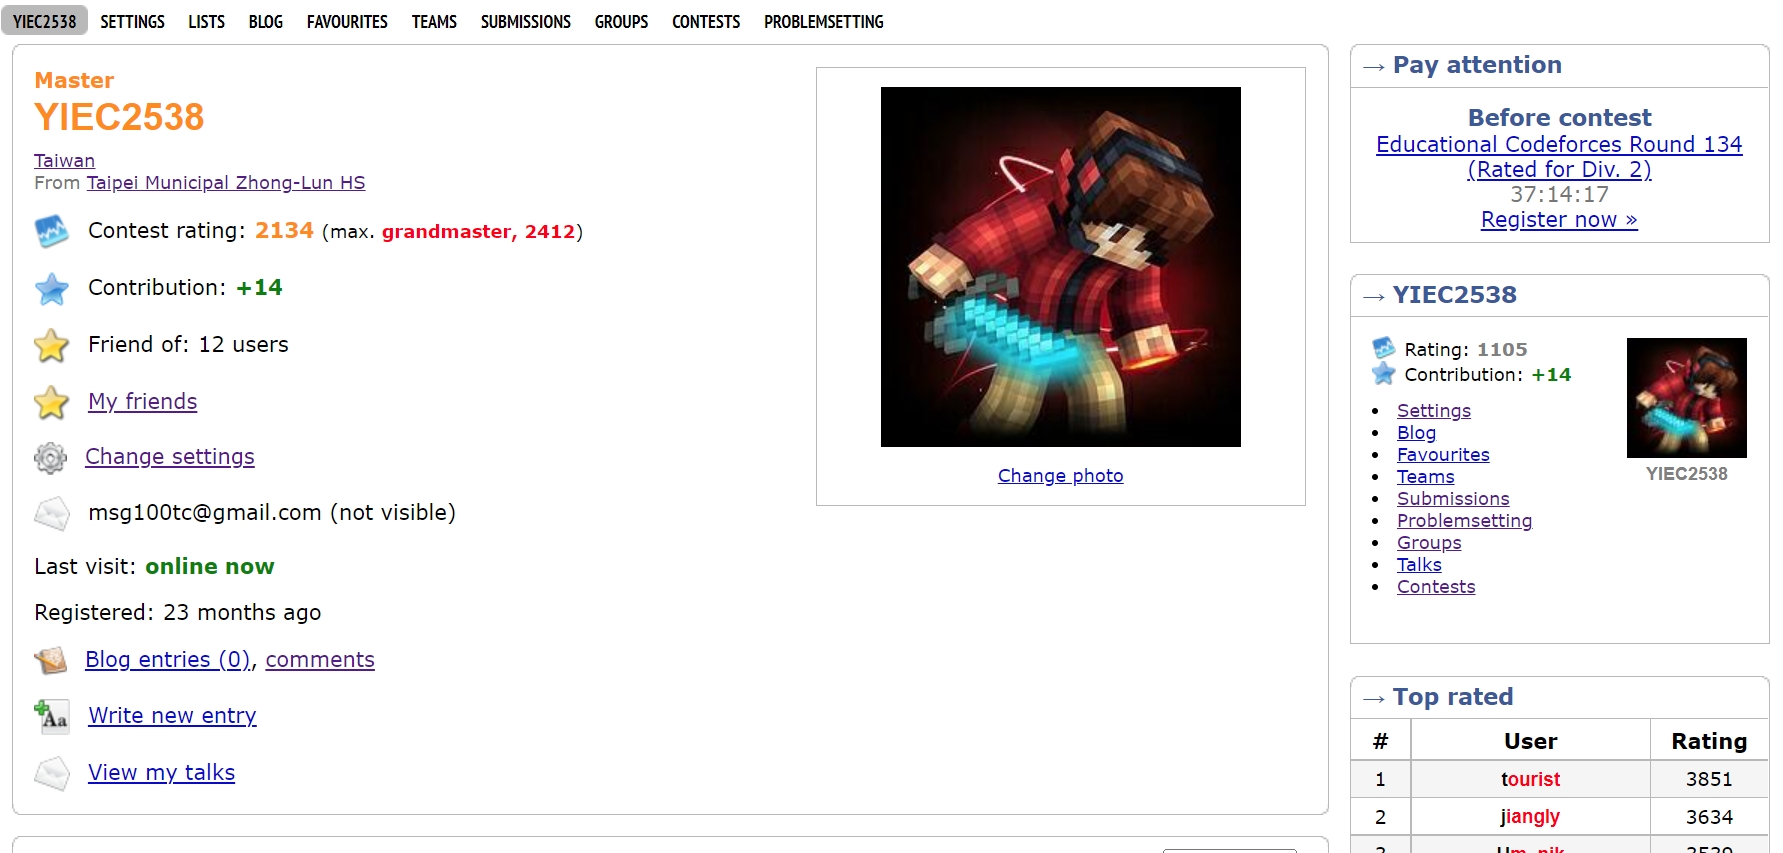 YIEC2538 SETTINGS LISTS BLOG FAVOURITES TEAMS SUBMISSIONS GROUPS CONTESTS PROBLEMSETTING
Master
YIEC2538
Taiwan
From Taipei Municipal Zhong-Lun HS
Contest rating: 2134 (max. grandmaster, 2412)
Contribution: +14
Friend of: 12 users
My friends
Change settings
msg100tc@gmail.com (not visible)
Last visit: online now
Registered: 23 months ago
Blog entries (0), comments
Write new entry
View my talks
Change photo
→ Pay attention
Before contest
Educational Codeforces Round 134
(Rated for Div. 2)
37:14:17
Register now »
→ YIEC2538
Rating: 1105
Contribution: +14
Settings
Blog
Favourites
Teams
Submissions
Problemsetting
Groups
Talks
Contests
YIEC2538
→ Top rated
# User Rating
1 tourist 3851
2 jiangly 3634